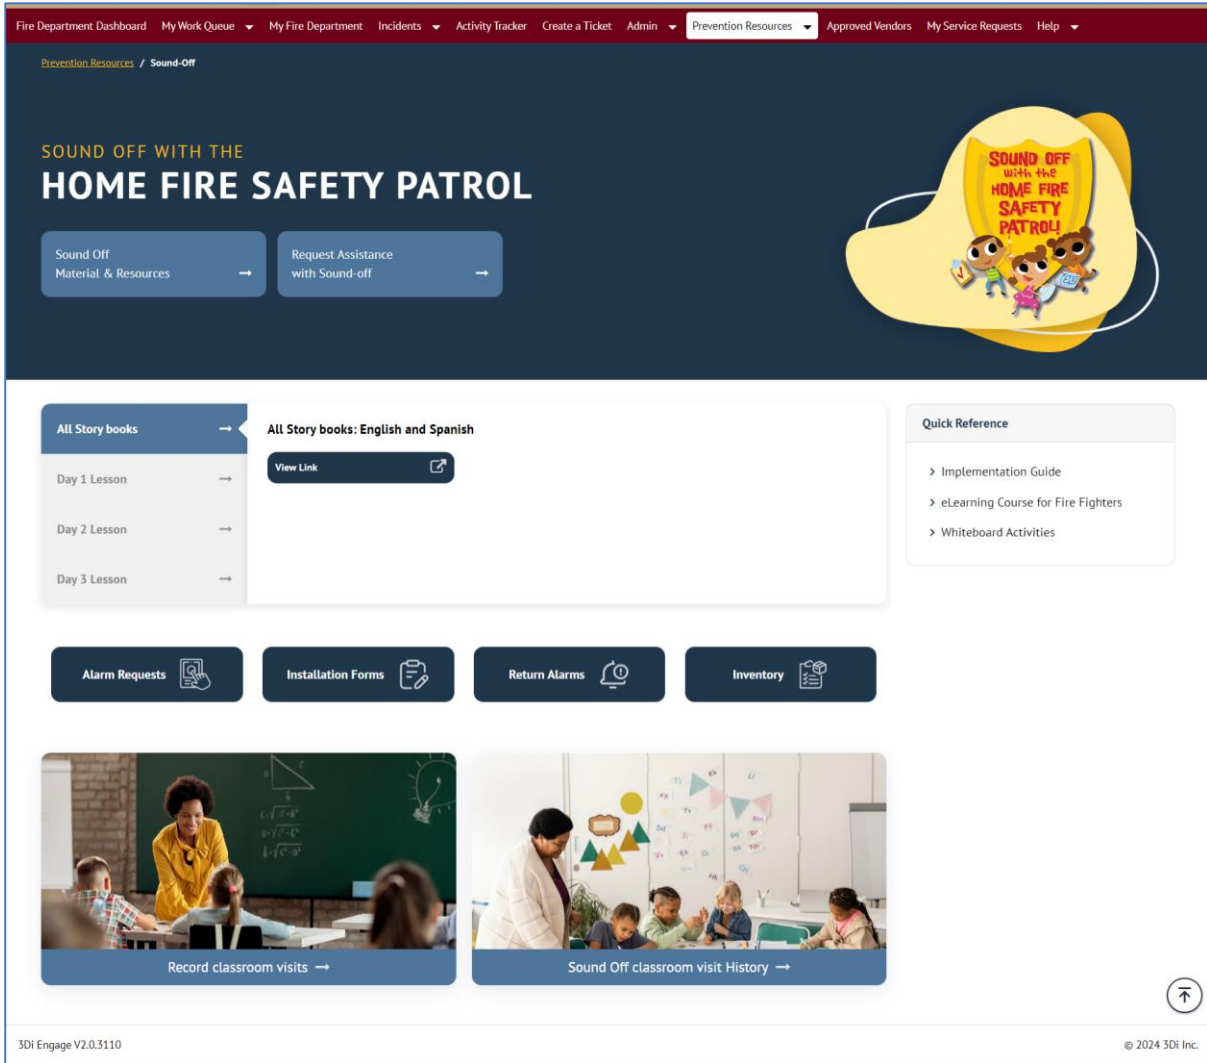 Fire Department Dashboard My Work Queue My Fire Department Incidents Activity Tracker Create a Ticket Admin Prevention Resources Approved Vendors My Service Requests Help
Prevention Resources / Sound-Off
SOUND OFF WITH THE
HOME FIRE SAFETY PATROL
Sound Off
Material & Resources →
Request Assistance
with Sound-off →
SOUND OFF
with the
HOME FIRE
SAFETY
PATROL!
All Story books →
Day 1 Lesson →
Day 2 Lesson →
Day 3 Lesson →
All Story books: English and Spanish
View Link
Quick Reference
> Implementation Guide
> eLearning Course for Fire Fighters
> Whiteboard Activities
Alarm Requests
Installation Forms
Return Alarms
Inventory
Record classroom visits →
Sound Off classroom visit History →
3Di Engage V2.0.3110
© 2024 3Di Inc.